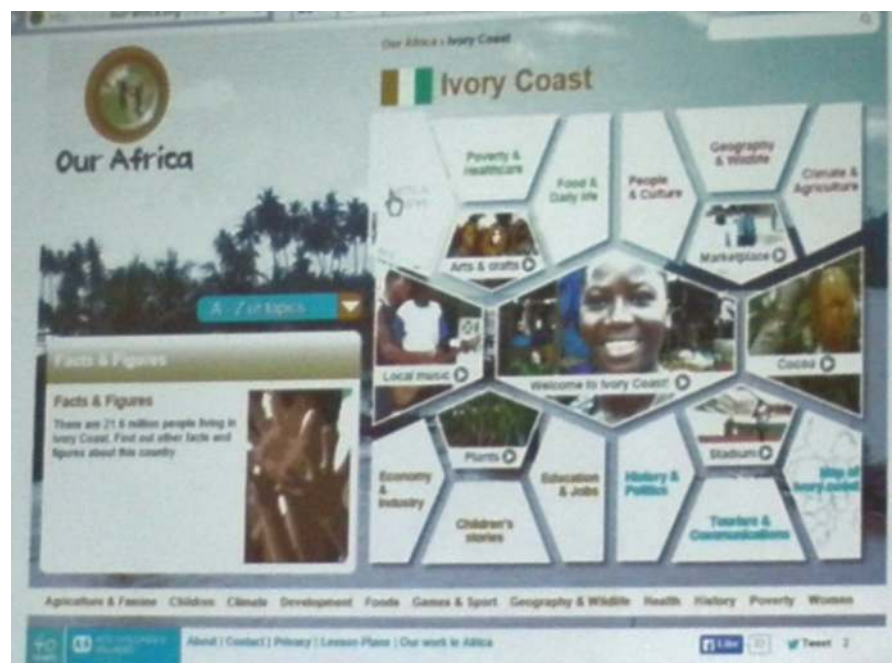 Our Africa › Ivory Coast
Ivory Coast
Our Africa
Poverty &
Healthcare
Food &
Daily life
People
& Culture
Geography
& Wildlife
Climate &
Agriculture
Arts & crafts
Marketplace
A - Z of topics
Local music
Welcome to Ivory Coast!
Cocoa
Facts & Figures
Facts & Figures
There are 21.6 million people living in
Ivory Coast. Find out other facts and
figures about this country
Plants
Stadium
Economy
&
Industry
Education
& Jobs
History &
Politics
Map of
Ivory coast
Children's
stories
Tourism &
Communications
Agriculture & Famine Children Climate Development Foods Games & Sport Geography & Wildlife Health History Poverty Women
About | Contact | Privacy | Lesson Plans | Our work in Africa
Like
Tweet 2